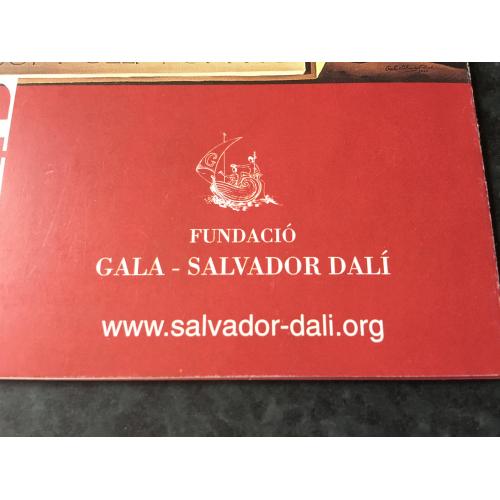 FUNDACIÓ
GALA - SALVADOR DALÍ
www.salvador-dali.org